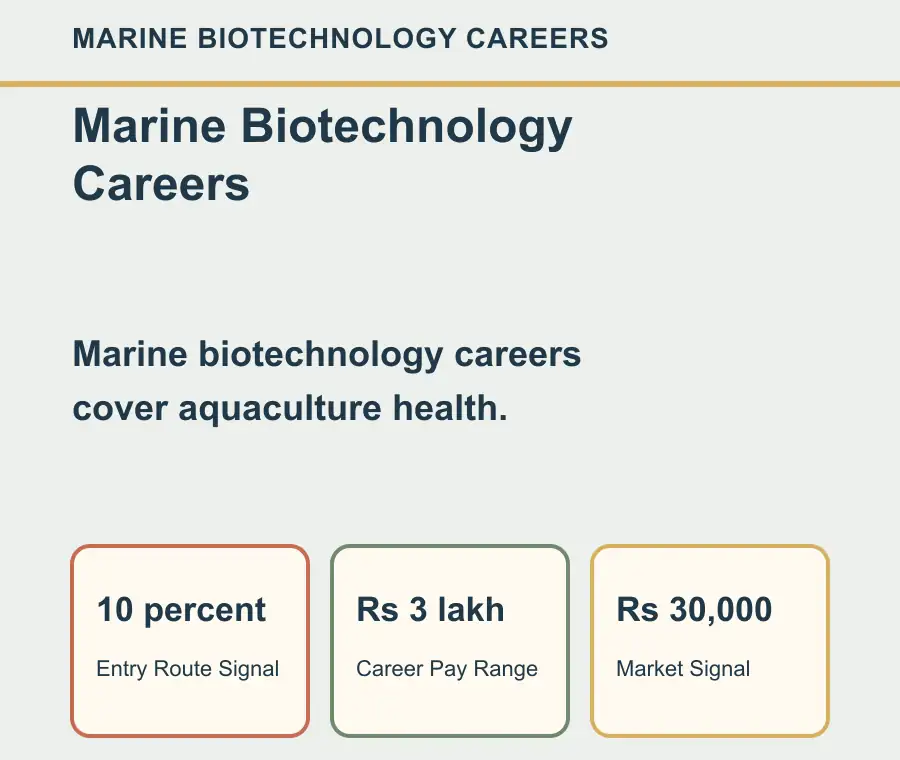 MARINE BIOTECHNOLOGY CAREERS
Marine Biotechnology
Careers
Marine biotechnology careers
cover aquaculture health.
10 percent
Entry Route Signal
Rs 3 lakh
Career Pay Range
Rs 30,000
Market Signal